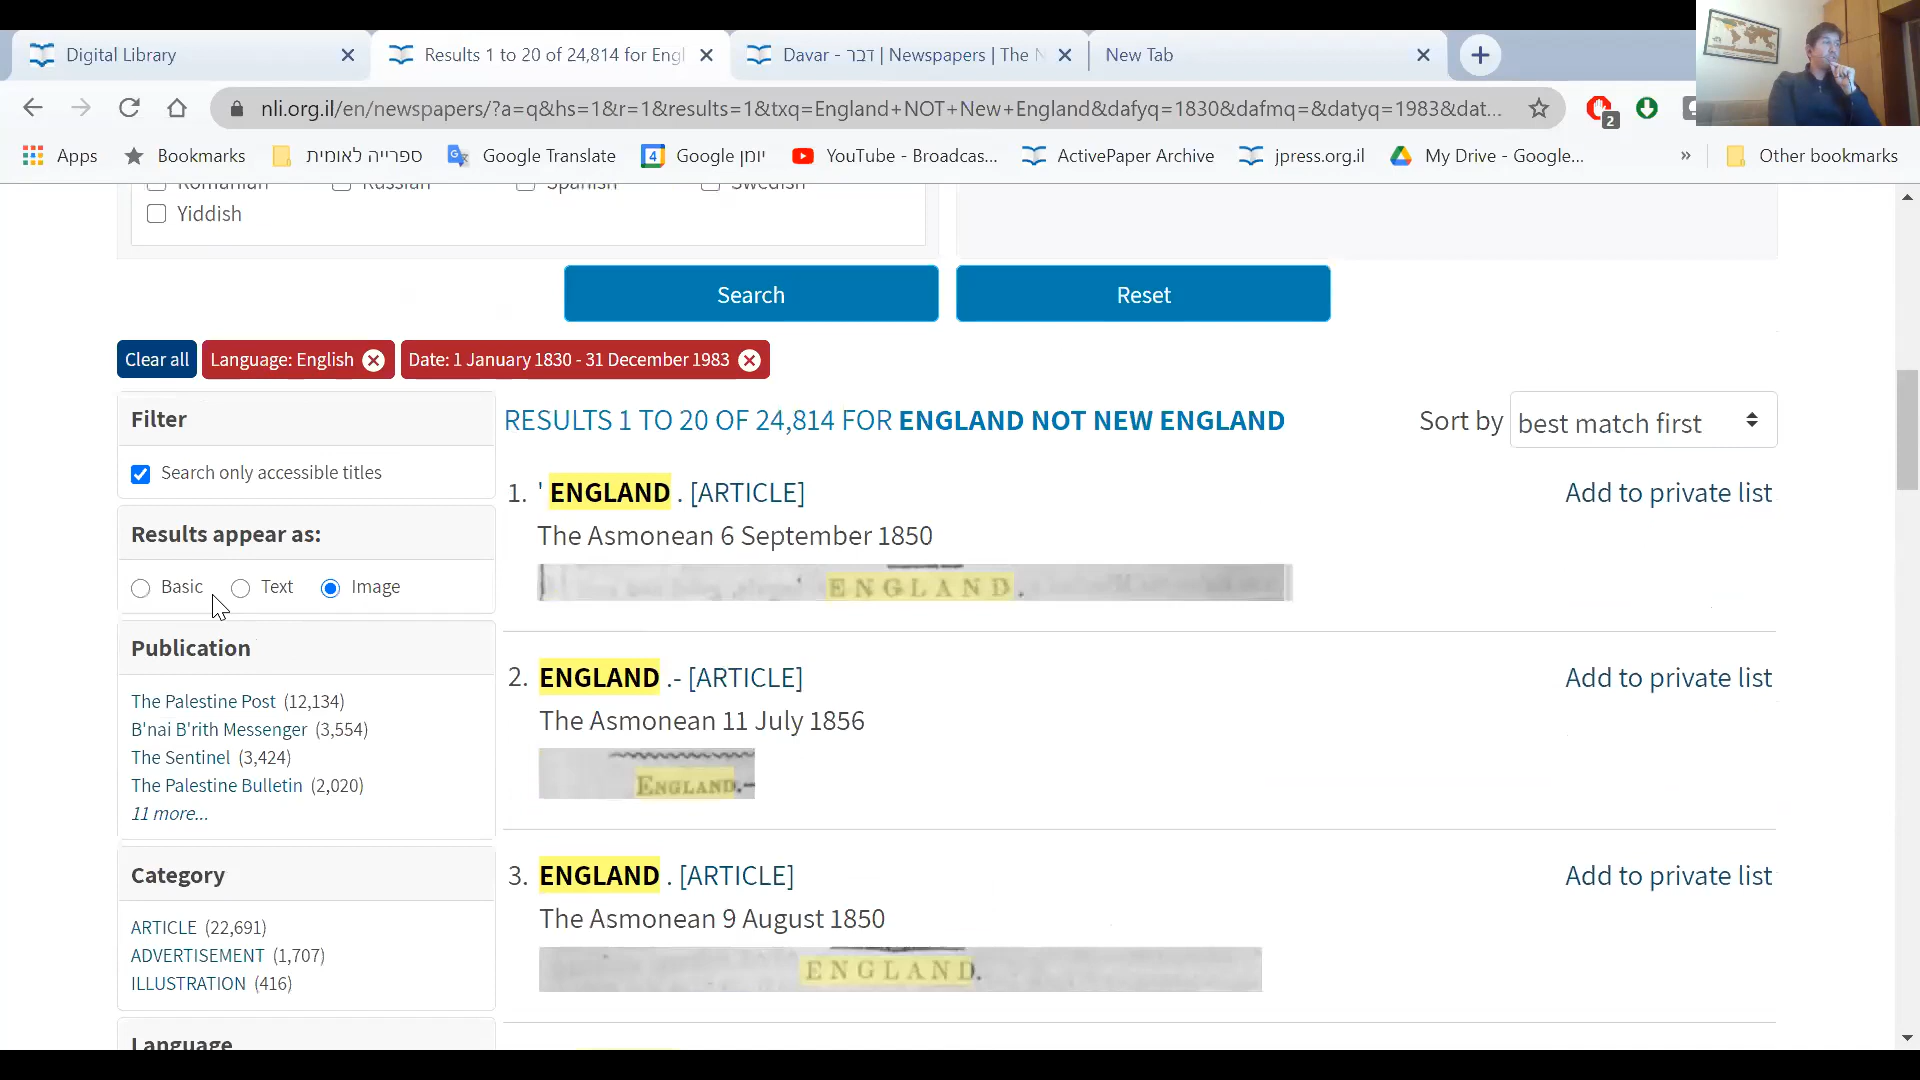 Digital Library
Results 1 to 20 of 24,814 for Engl
Davar - דבר | Newspapers | The N
New Tab
nli.org.il/en/newspapers/?a=q&hs=1&r=1&results=1&txq=England+NOT+New+England&dafyq=1830&dafmq=&datyq=1983&dat...
2
Apps
Bookmarks
ספרייה לאומית
Google Translate
4
יומן Google
YouTube - Broadcas...
ActivePaper Archive
jpress.org.il
My Drive - Google...
»
Other bookmarks
Romanian
Russian
Spanish
Swedish
Yiddish
Search
Reset
Clear all
Language: English
Date: 1 January 1830 - 31 December 1983
Filter
Search only accessible titles
Results appear as:
Basic
Text
Image
Publication
The Palestine Post (12,134)
B'nai B'rith Messenger (3,554)
The Sentinel (3,424)
The Palestine Bulletin (2,020)
11 more...
Category
ARTICLE (22,691)
ADVERTISEMENT (1,707)
ILLUSTRATION (416)
Language
RESULTS 1 TO 20 OF 24,814 FOR ENGLAND NOT NEW ENGLAND
Sort by best match first
1. ' ENGLAND . [ARTICLE]
Add to private list
The Asmonean 6 September 1850
ENGLAND.
2. ENGLAND .- [ARTICLE]
Add to private list
The Asmonean 11 July 1856
ENGLAND.-
3. ENGLAND . [ARTICLE]
Add to private list
The Asmonean 9 August 1850
ENGLAND.